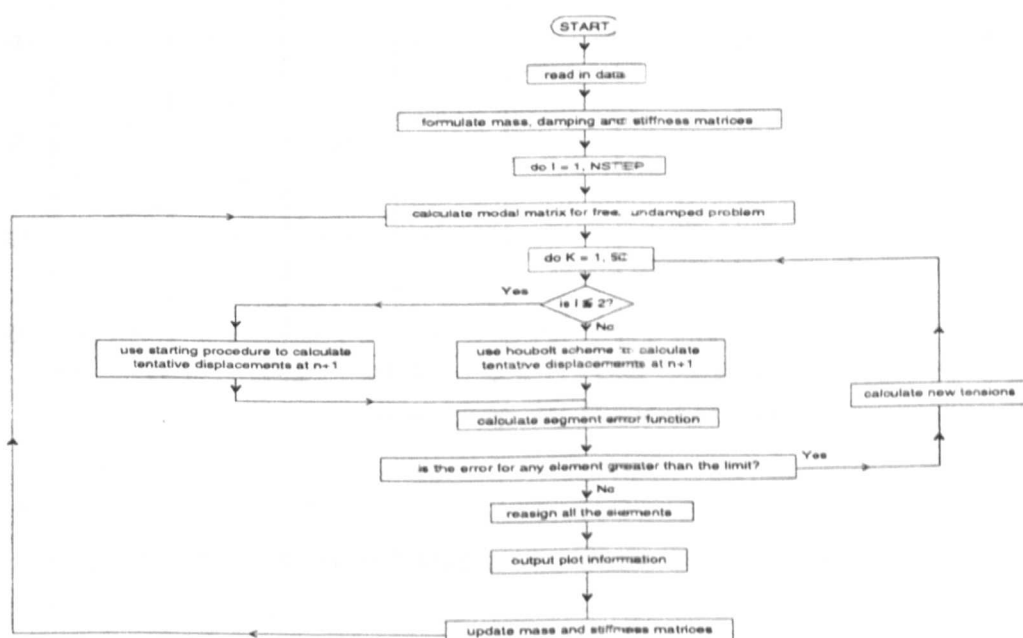 START
read in data
formulate mass, damping and stiffness matrices
do I = 1, NSTEP
calculate modal matrix for free, undamped problem
do K = 1,
Yes
is I ≤ 2?
No
use starting procedure to calculate
tentative displacements at n+1
use houbolt scheme to calculate
tentative displacements at n+1
calculate new tensions
calculate segment error function
is the error for any element greater than the limit?
Yes
No
reasign all the elements
output plot information
update mass and stiffness matrices